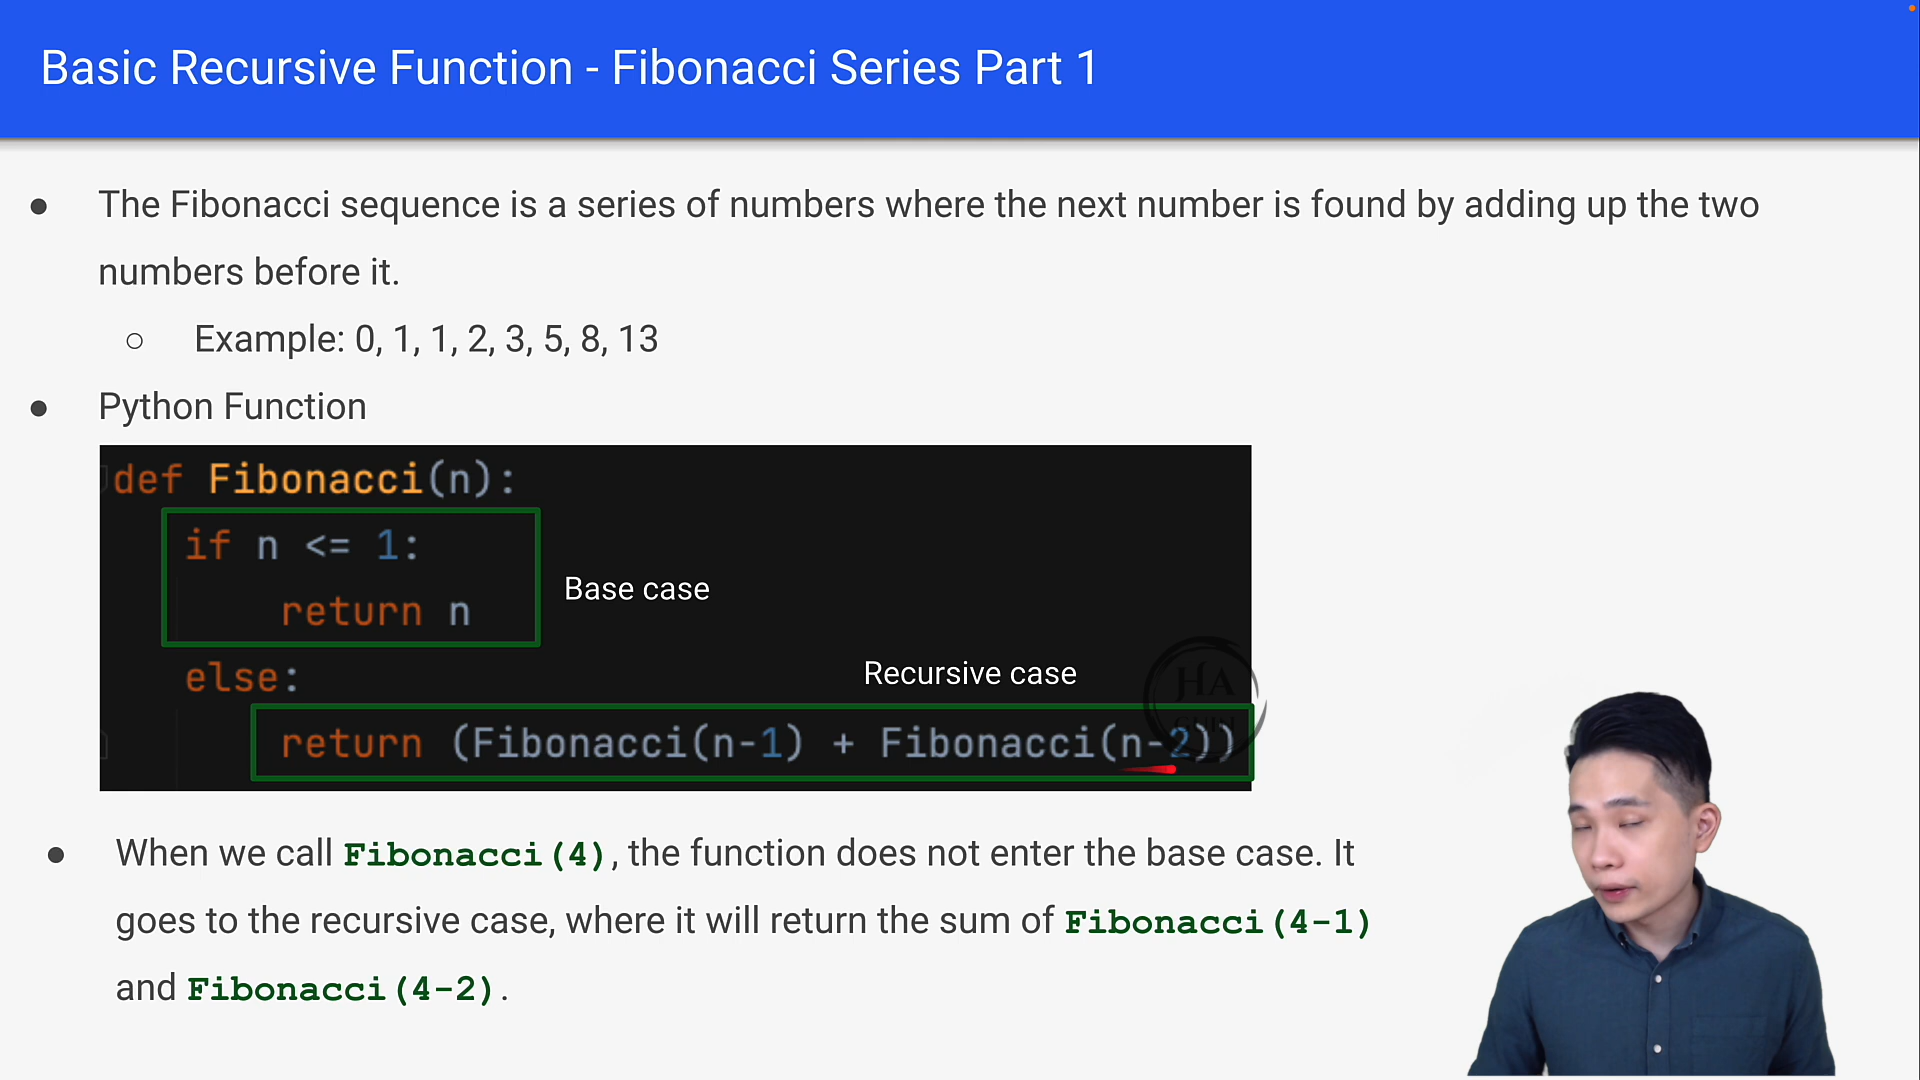 Basic Recursive Function - Fibonacci Series Part 1
● The Fibonacci sequence is a series of numbers where the next number is found by adding up the two
numbers before it.
○ Example: 0, 1, 1, 2, 3, 5, 8, 13
● Python Function
def Fibonacci(n):
if n <= 1:
Base case
return n
else:
Recursive case
HA
return (Fibonacci(n-1) + Fibonacci(n-2))
● When we call Fibonacci(4), the function does not enter the base case. It
goes to the recursive case, where it will return the sum of Fibonacci(4-1)
and Fibonacci(4-2).